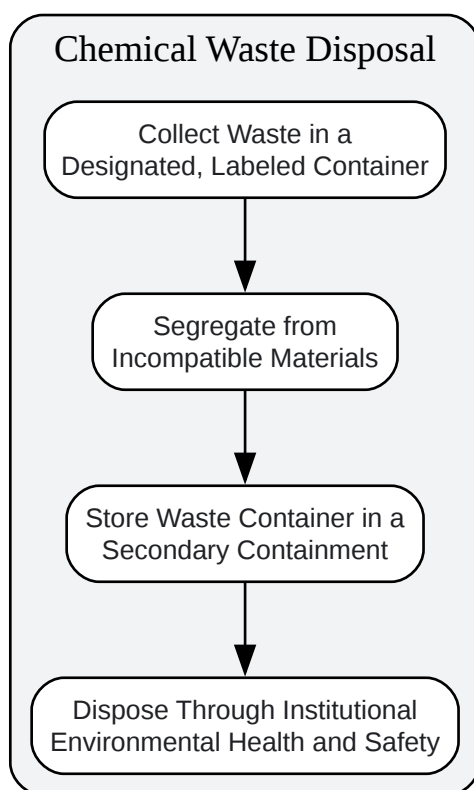 Chemical Waste Disposal
Collect Waste in a
Designated, Labeled Container
Segregate from
Incompatible Materials
Store Waste Container in a
Secondary Containment
Dispose Through Institutional
Environmental Health and Safety